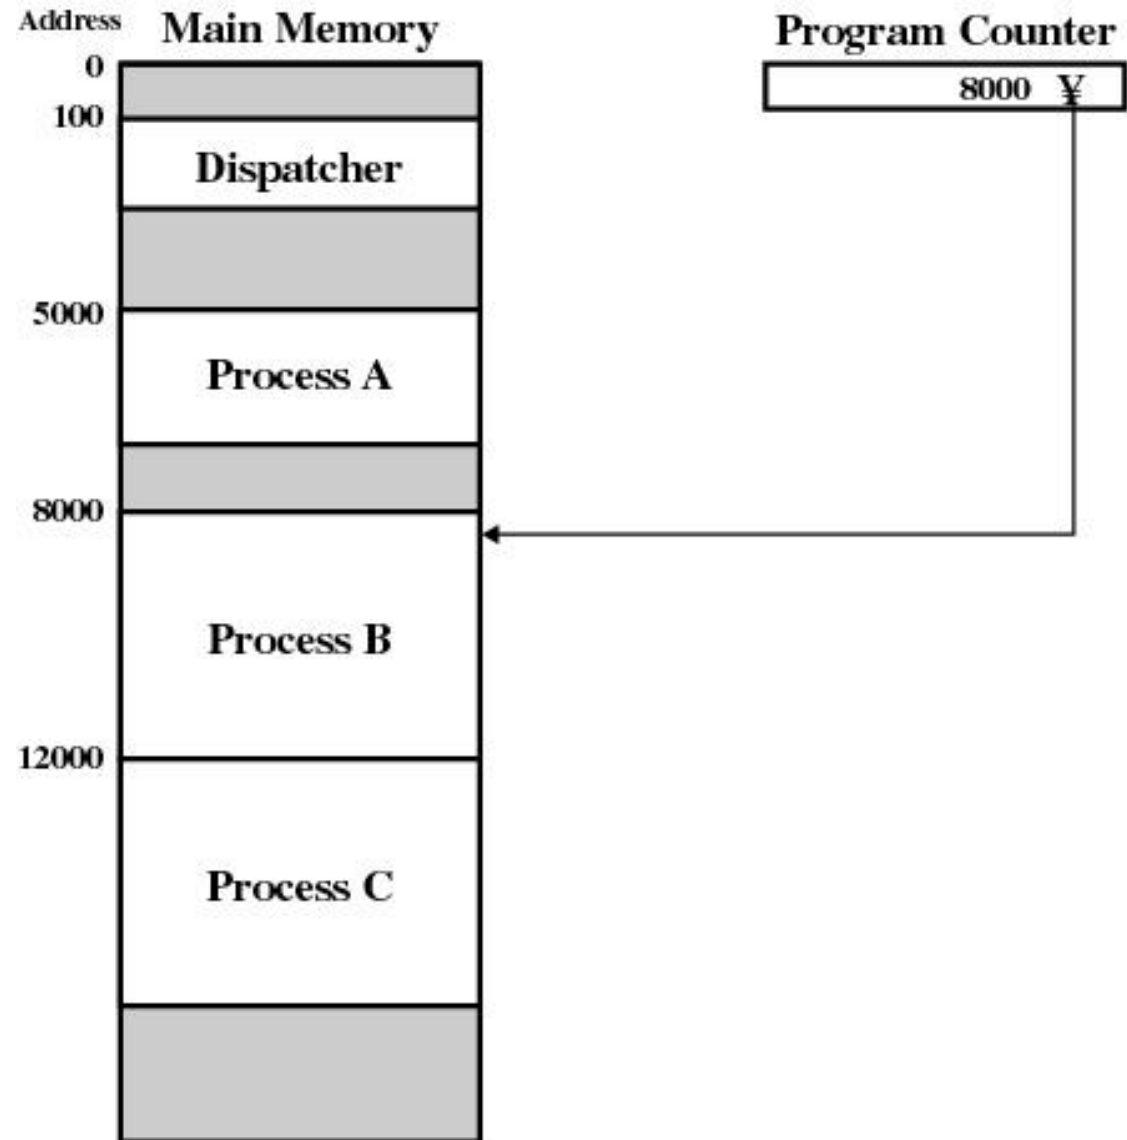 Address
Main Memory
Program Counter
0
8000 ¥
100
Dispatcher
5000
Process A
8000
Process B
12000
Process C